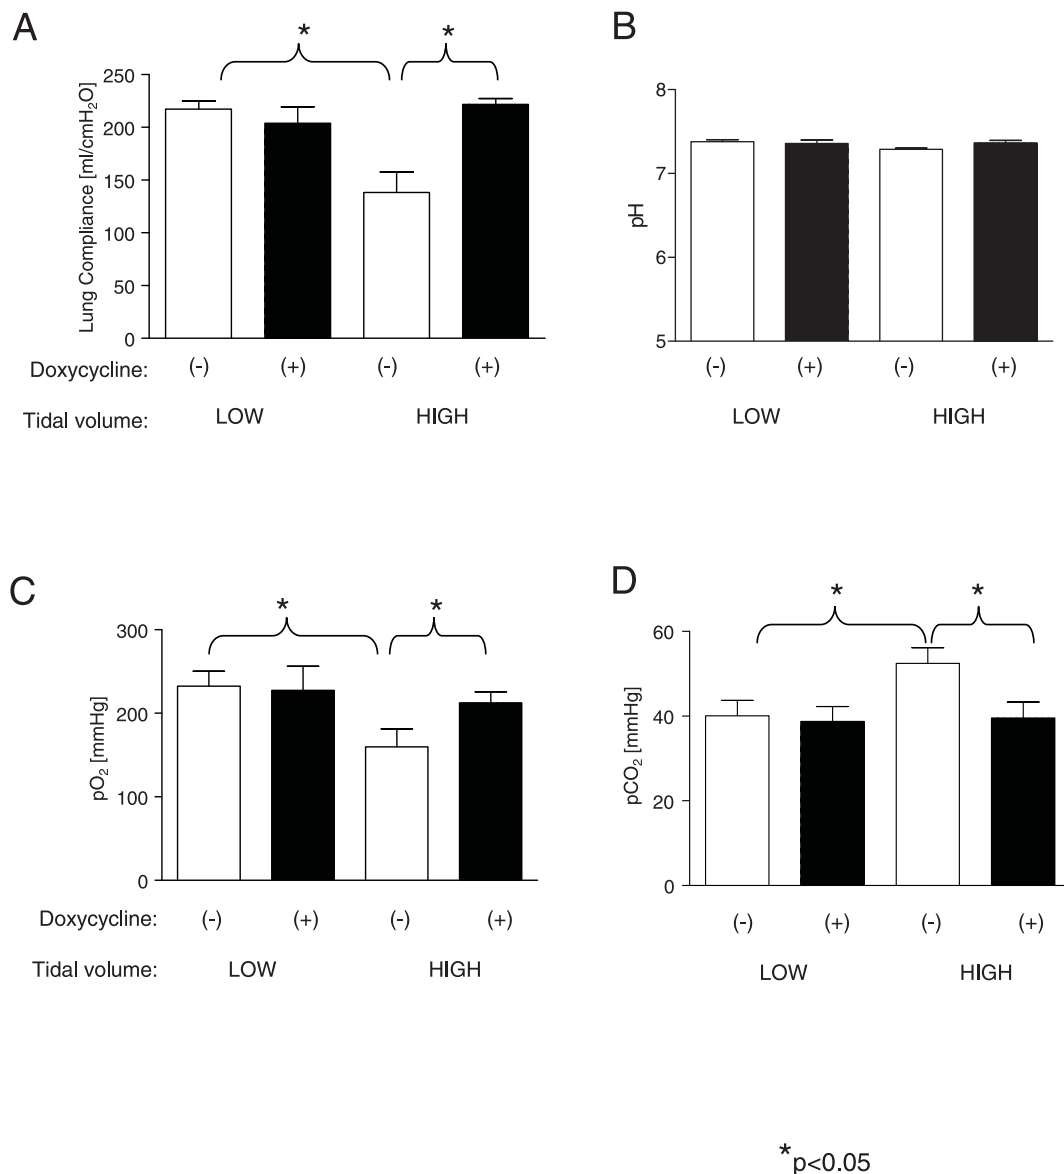 A
*
*
Lung Compliance [ml/cmH₂O]
250
200
150
100
50
0
Doxycycline: (-) (+) (-) (+)
Tidal volume: LOW HIGH
B
pH
8
7
6
5
(-) (+) (-) (+)
LOW HIGH
C
*
*
pO₂ [mmHg]
300
200
100
0
Doxycycline: (-) (+) (-) (+)
Tidal volume: LOW HIGH
D
*
*
pCO₂ [mmHg]
60
40
20
0
(-) (+) (-) (+)
LOW HIGH
*p<0.05